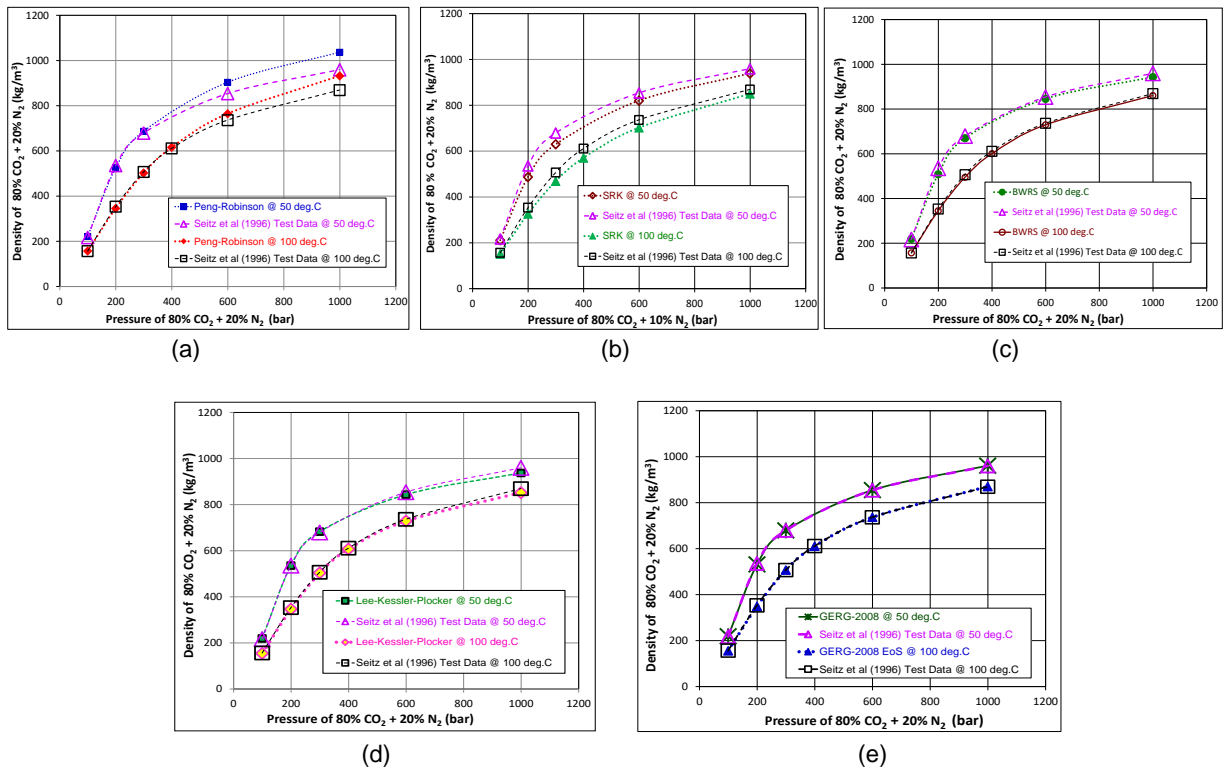 Density of 80% CO₂ + 20% N₂ (kg/m³)
1200
1000
800
600
400
200
0
Peng-Robinson @ 50 deg.C
Seitz et al (1996) Test Data @ 50 deg.C
Peng-Robinson @ 100 deg.C
Seitz et al (1996) Test Data @ 100 deg.C
0 200 400 600 800 1000 1200
Pressure of 80% CO₂ + 20% N₂ (bar)
(a)
Density of 80 % CO₂ + 20% N₂ (kg/m³)
1200
1000
800
600
400
200
0
SRK @ 50 deg.C
Seitz et al (1996) Test Data @ 50 deg.C
SRK @ 100 deg.C
Seitz et al (1996) Test Data @ 100 deg.C
0 200 400 600 800 1000 1200
Pressure of 80% CO₂ + 10% N₂ (bar)
(b)
Density of 80% CO₂ + 20% N₂ (kg/m³)
1200
1000
800
600
400
200
0
BWRS @ 50 deg.C
Seitz et al (1996) Test Data @ 50 deg.C
BWRS @ 100 deg.C
Seitz et al (1996) Test Data @ 100 deg.C
0 200 400 600 800 1000 1200
Pressure of 80% CO₂ + 20% N₂ (bar)
(c)
Density of 80% CO₂ + 20% N₂ (kg/m³)
1200
1000
800
600
400
200
0
Lee-Kessler-Plocker @ 50 deg.C
Seitz et al (1996) Test Data @ 50 deg.C
Lee-Kessler-Plocker @ 100 deg.C
Seitz et al (1996) Test Data @ 100 deg.C
0 200 400 600 800 1000 1200
Pressure of 80% CO₂ + 20% N₂ (bar)
(d)
Density of 80% CO₂ + 20% N₂ (kg/m³)
1200
1000
800
600
400
200
0
GERG-2008 @ 50 deg.C
Seitz et al (1996) Test Data @ 50 deg.C
GERG-2008 EoS @ 100 deg.C
Seitz et al (1996) Test Data @ 100 deg.C
0 200 400 600 800 1000 1200
Pressure of 80% CO₂ + 20% N₂ (bar)
(e)